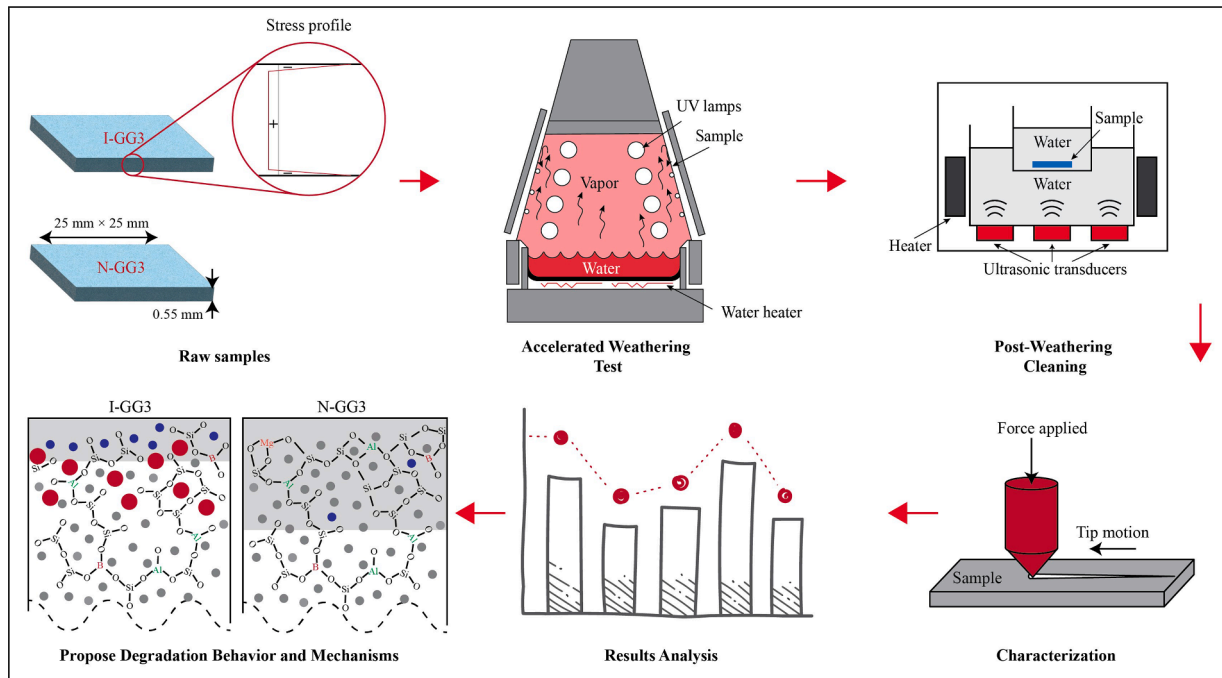 Stress profile
I-GG3
+
25 mm × 25 mm
N-GG3
0.55 mm
Raw samples
UV lamps
Sample
Vapor
Water
Water heater
Accelerated Weathering
Test
Sample
Water
Water
Heater
Ultrasonic transducers
Post-Weathering
Cleaning
I-GG3
N-GG3
Mg
Al
B
B
Al
Al
B
B
Propose Degradation Behavior and Mechanisms
Results Analysis
Force applied
Tip motion
Sample
Characterization